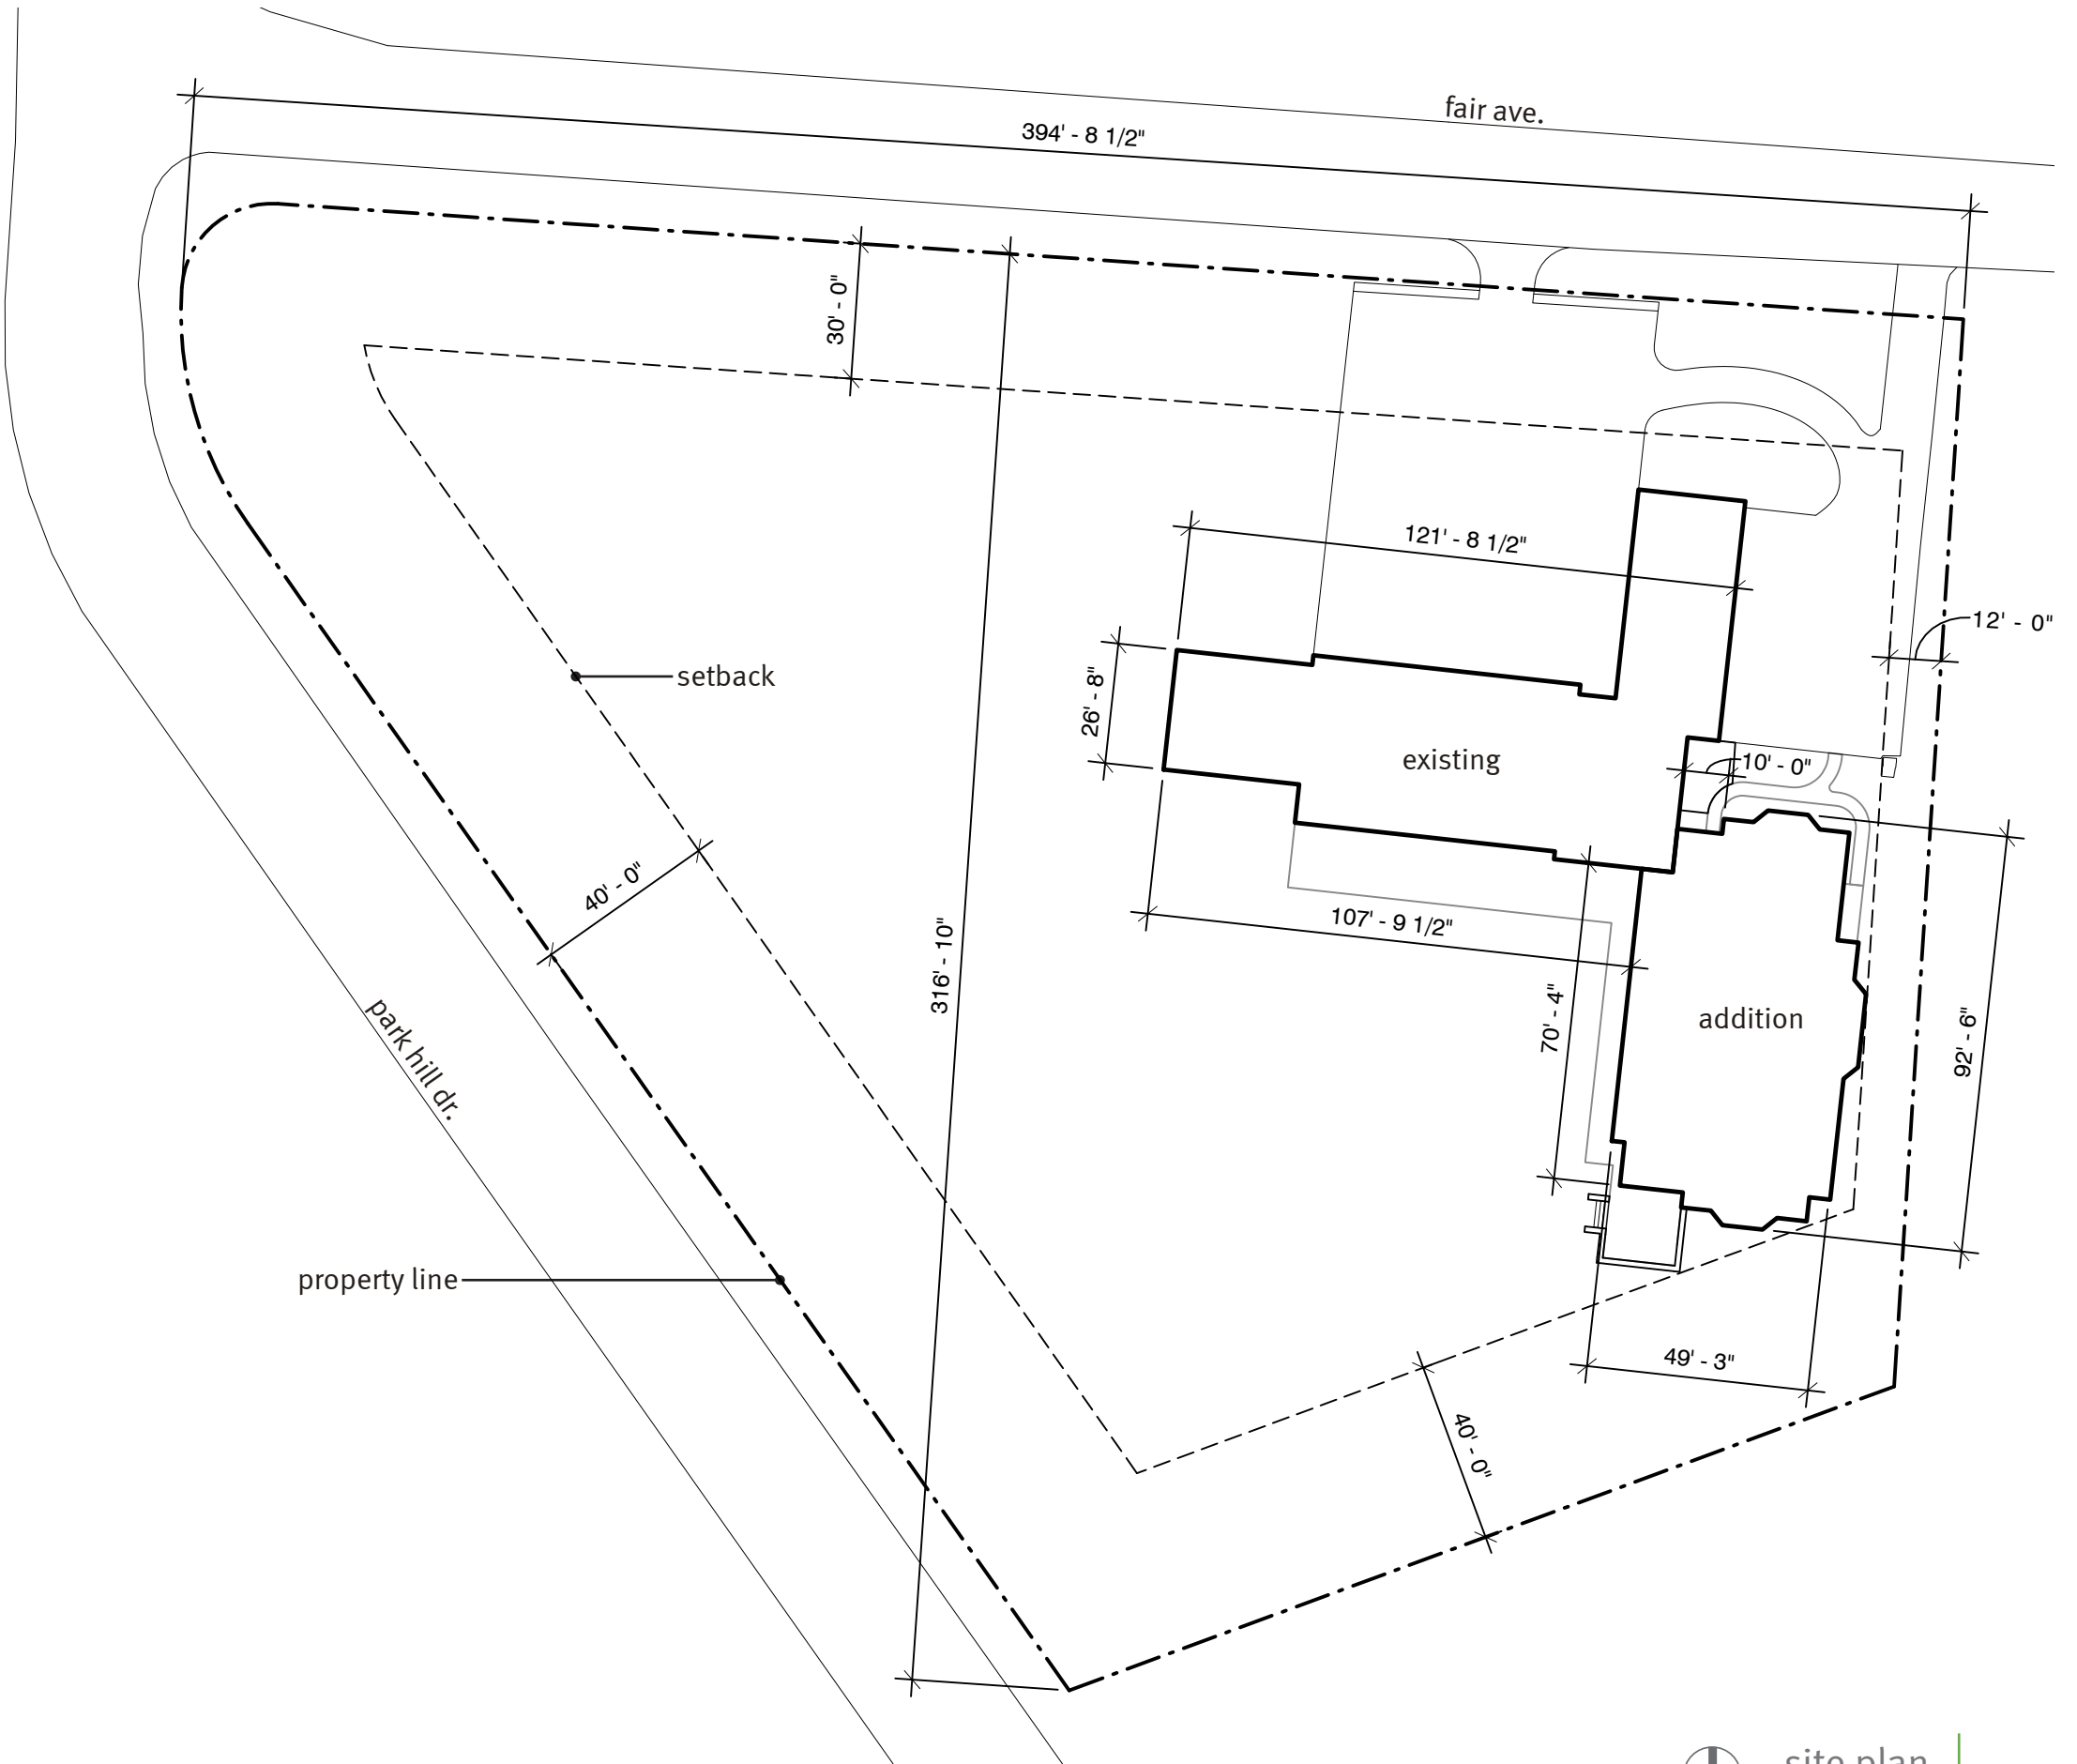 fair ave.
394' - 8 1/2"
30' - 0"
121' - 8 1/2"
12' - 0"
setback
26' - 8"
existing
10' - 0"
40' - 0"
107' - 9 1/2"
316' - 10"
70' - 4"
addition
92' - 6"
park hill dr.
property line
49' - 3"
40' - 0"
site plan